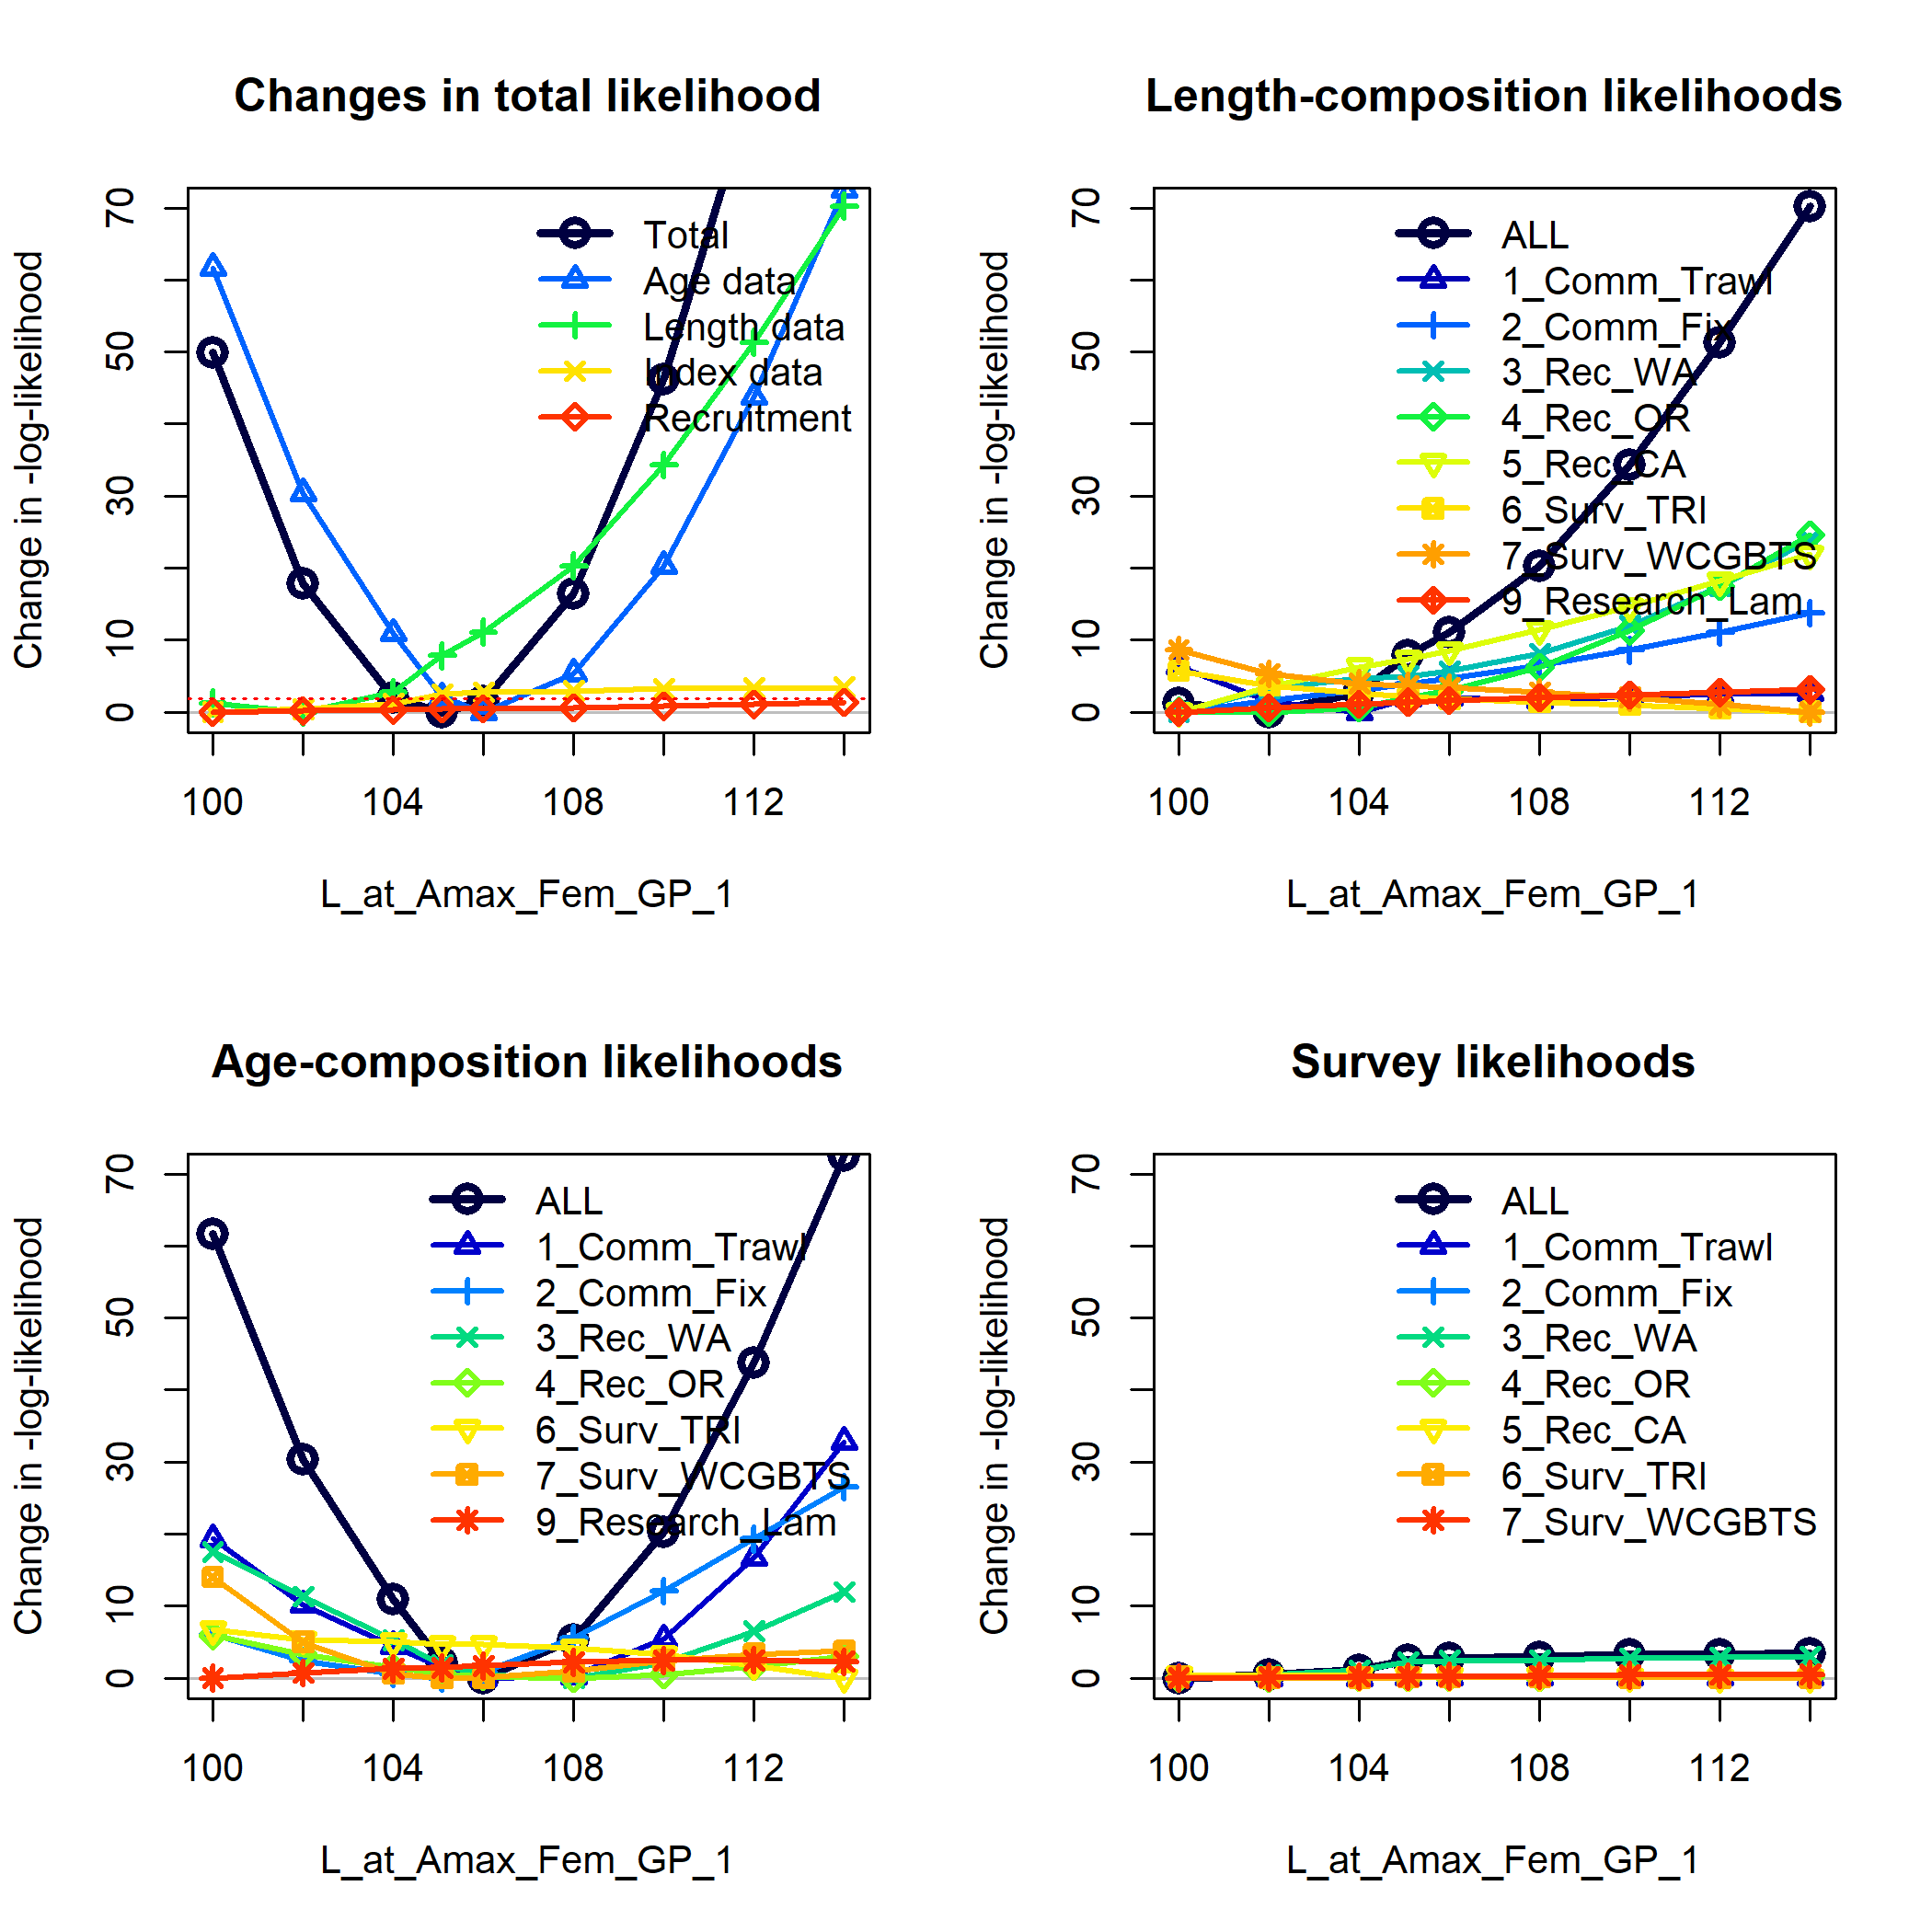 Changes in total likelihood
Change in -log-likelihood
70
50
30
10
0
Total
Age data
Length data
Index data
Recruitment
100
104
108
112
L_at_Amax_Fem_GP_1
Length-composition likelihoods
Change in -log-likelihood
70
50
30
10
0
ALL
1_Comm_Trawl
2_Comm_Fix
3_Rec_WA
4_Rec_OR
5_Rec_CA
6_Surv_TRI
7_Surv_WCGBTS
9_Research_Lam
100
104
108
112
L_at_Amax_Fem_GP_1
Age-composition likelihoods
Change in -log-likelihood
70
50
30
10
0
ALL
1_Comm_Trawl
2_Comm_Fix
3_Rec_WA
4_Rec_OR
6_Surv_TRI
7_Surv_WCGBTS
9_Research_Lam
100
104
108
112
L_at_Amax_Fem_GP_1
Survey likelihoods
Change in -log-likelihood
70
50
30
10
0
ALL
1_Comm_Trawl
2_Comm_Fix
3_Rec_WA
4_Rec_OR
5_Rec_CA
6_Surv_TRI
7_Surv_WCGBTS
100
104
108
112
L_at_Amax_Fem_GP_1